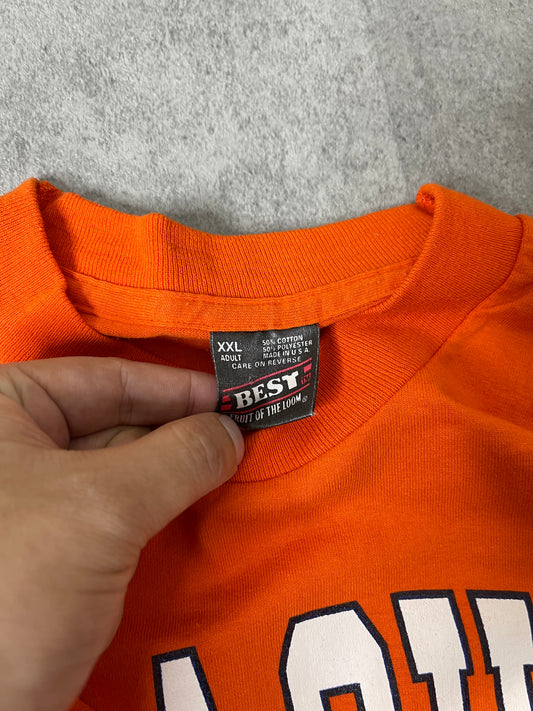 XXL 50% COTTON
50% POLYESTER
ADULT MADE IN U.S.A.
CARE ON REVERSE
BEST
FRUIT OF THE LOOM®